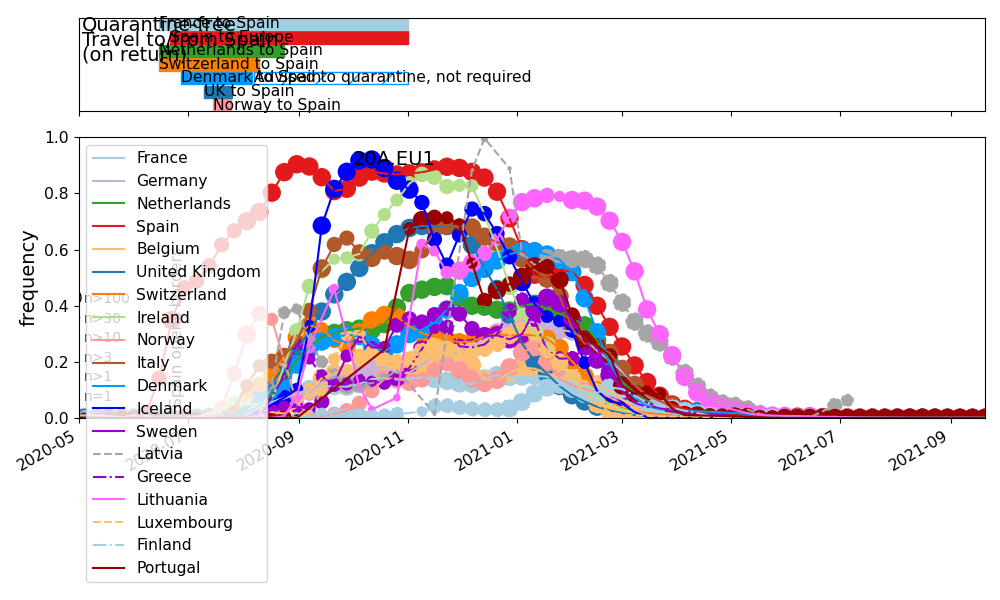 Quarantine-free
Travel to/from Spain
(on return)
France to Spain
Spain to Europe
Netherlands to Spain
Switzerland to Spain
Denmark to Spain
Advised to quarantine, not required
UK to Spain
Norway to Spain
20A.EU1
frequency
1.0
0.8
0.6
0.4
0.2
0.0
France
Germany
Netherlands
Spain
Belgium
United Kingdom
Switzerland
Ireland
Norway
Italy
Denmark
Iceland
Sweden
Latvia
Greece
Lithuania
Luxembourg
Finland
Portugal
n>100
n>30
n>10
n>3
n>1
n=1
2020-05
2020-07
2020-09
2020-11
2021-01
2021-03
2021-05
2021-07
2021-09